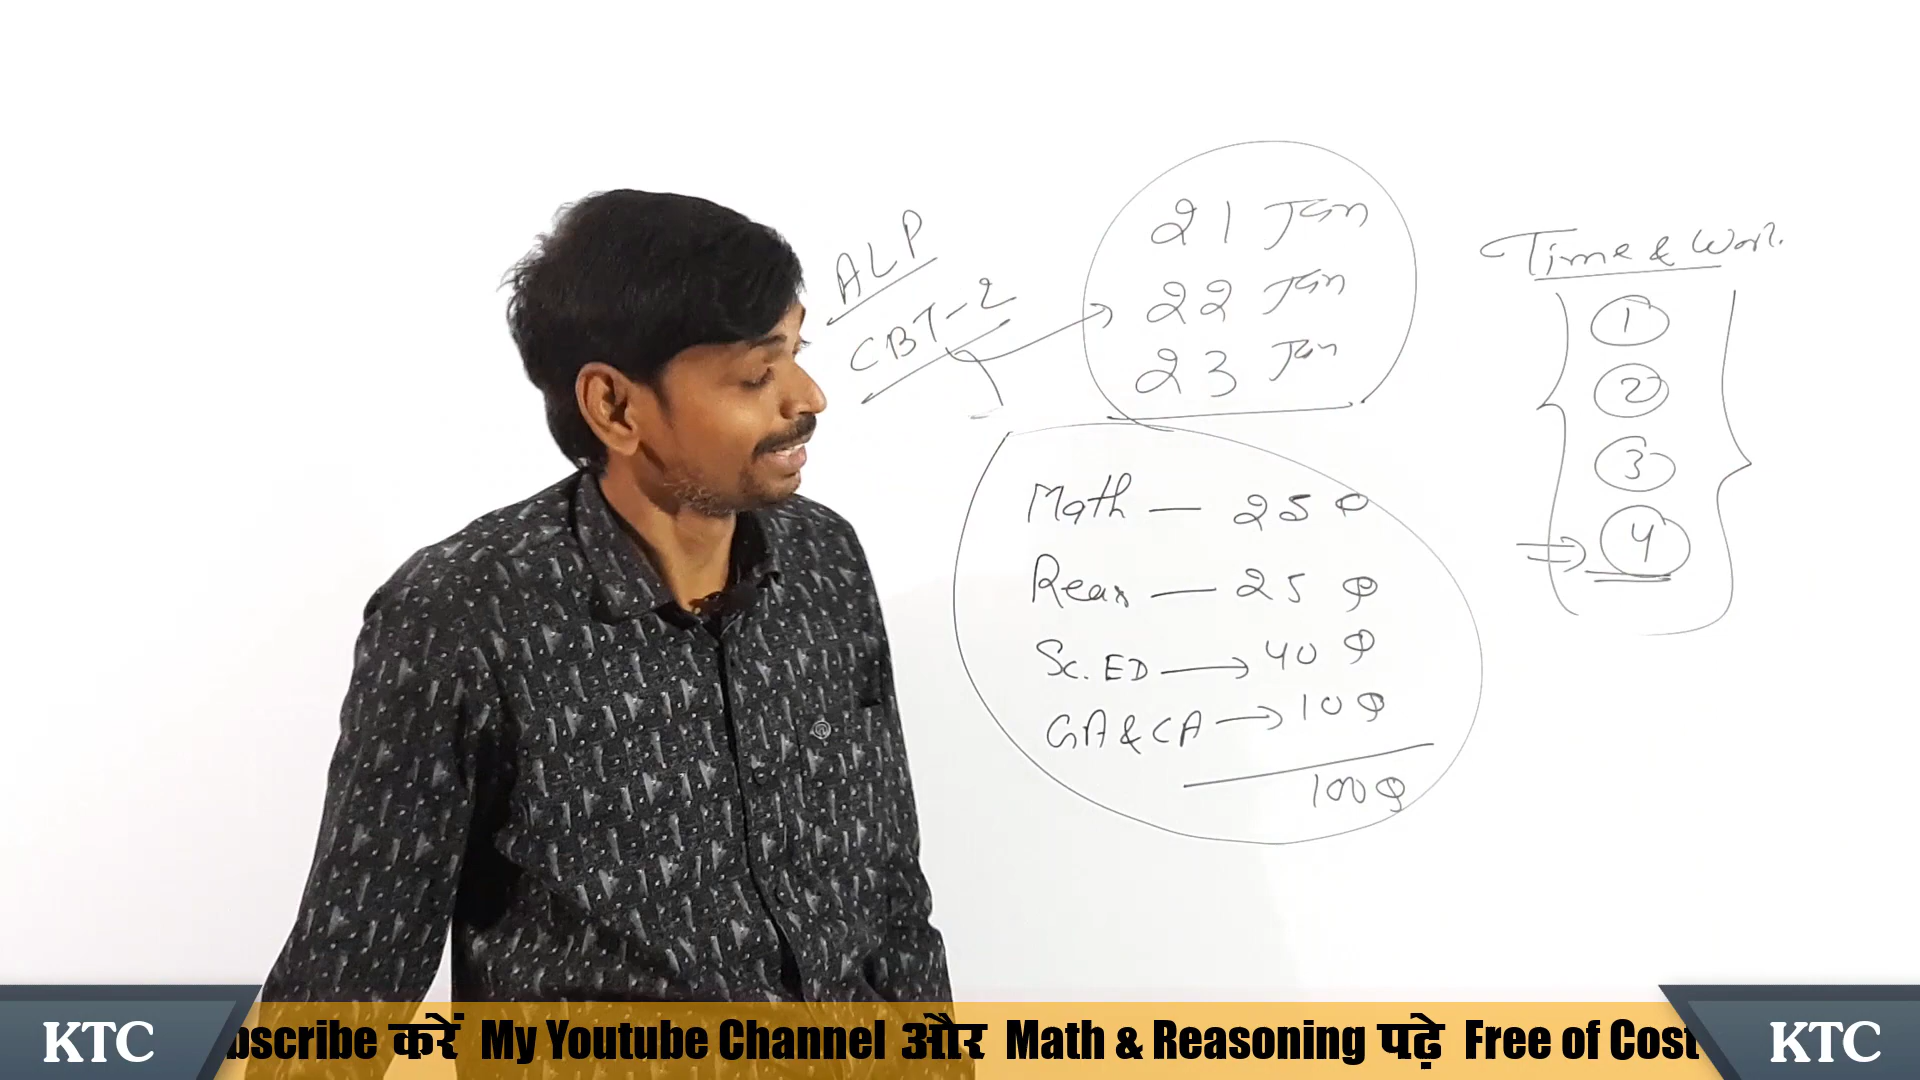 ALP
CBT-2
21 Jan
22 Jan
23 Jan
Math — 25 Q
Reas — 25 Q
Sc. ED → 40 Q
GA & CA → 10 Q
100 Q
Time & Work.
1
2
3
4
KTC
bscribe करें My Youtube Channel और Math & Reasoning पढ़े Free of Cost
KTC